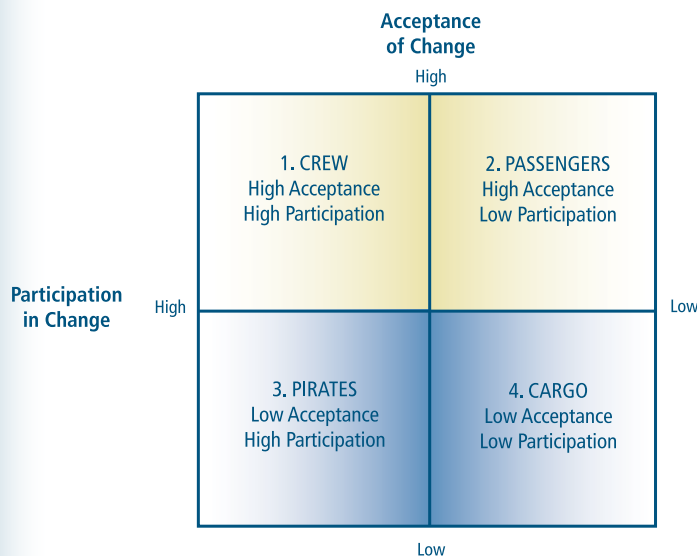 Acceptance
of Change
High
1. CREW
High Acceptance
High Participation
2. PASSENGERS
High Acceptance
Low Participation
Participation
in Change
High
Low
3. PIRATES
Low Acceptance
High Participation
4. CARGO
Low Acceptance
Low Participation
Low